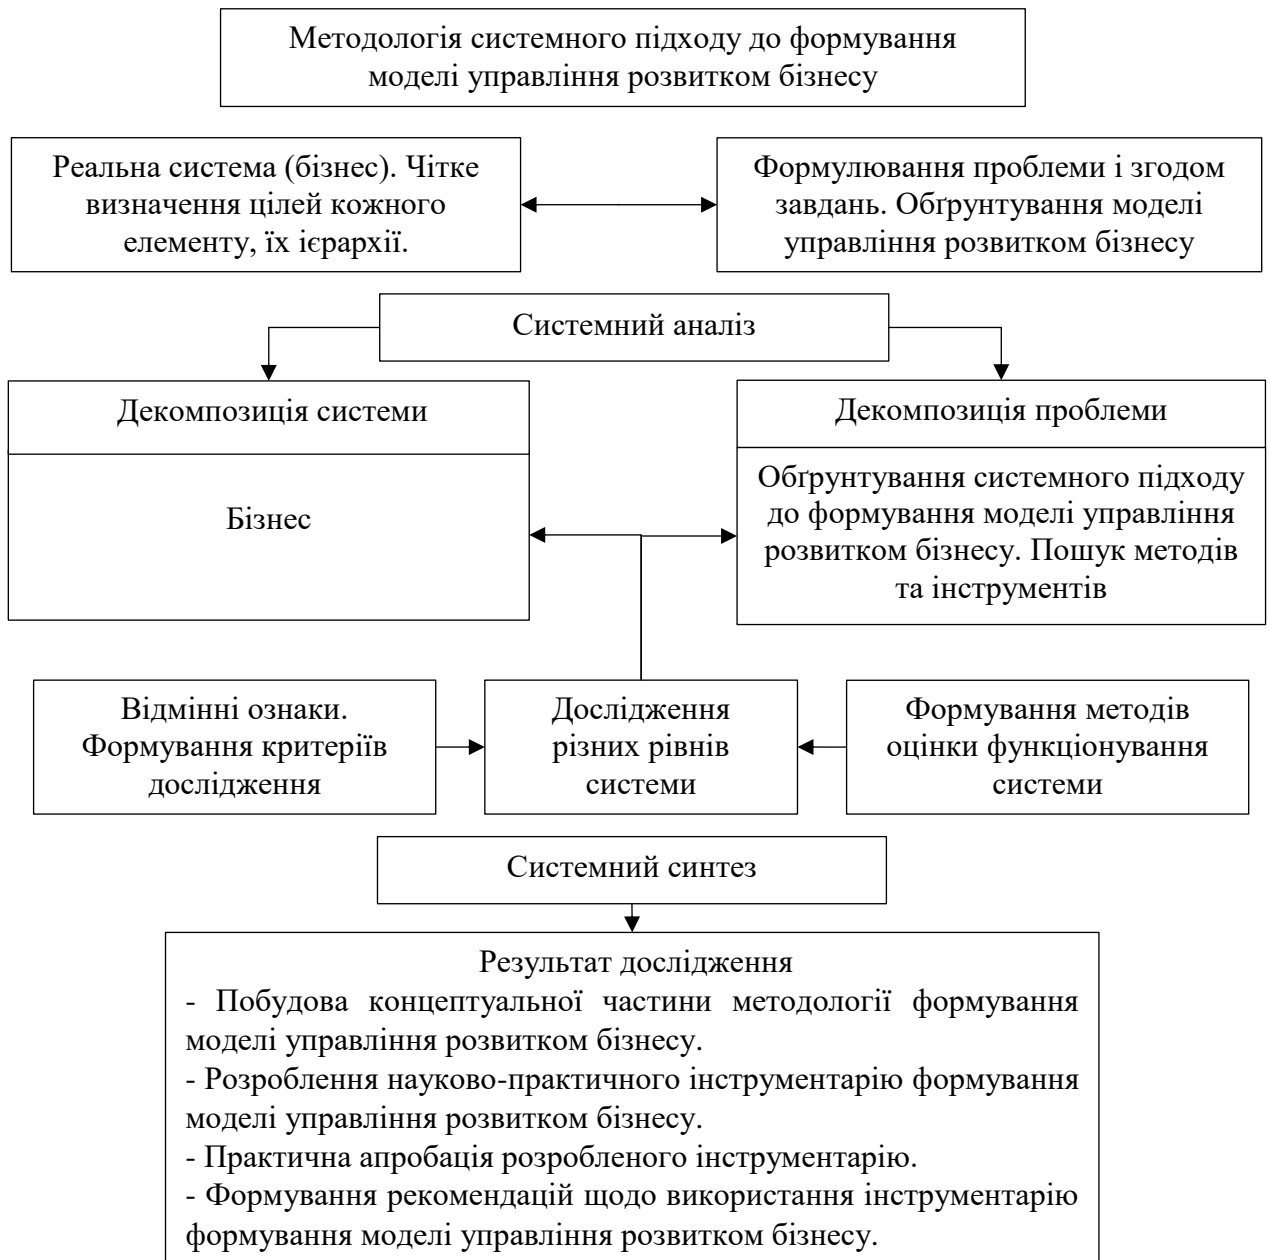 Методологія системного підходу до формування
моделі управління розвитком бізнесу
Реальна система (бізнес). Чітке
визначення цілей кожного
елементу, їх ієрархії.
Формулювання проблеми і згодом
завдань. Обґрунтування моделі
управління розвитком бізнесу
Системний аналіз
Декомпозиція системи
Бізнес
Декомпозиція проблеми
Обґрунтування системного підходу
до формування моделі управління
розвитком бізнесу. Пошук методів
та інструментів
Відмінні ознаки.
Формування критеріїв
дослідження
Дослідження
різних рівнів
системи
Формування методів
оцінки функціонування
системи
Системний синтез
Результат дослідження
- Побудова концептуальної частини методології формування
моделі управління розвитком бізнесу.
- Розроблення науково-практичного інструментарію формування
моделі управління розвитком бізнесу.
- Практична апробація розробленого інструментарію.
- Формування рекомендацій щодо використання інструментарію
формування моделі управління розвитком бізнесу.